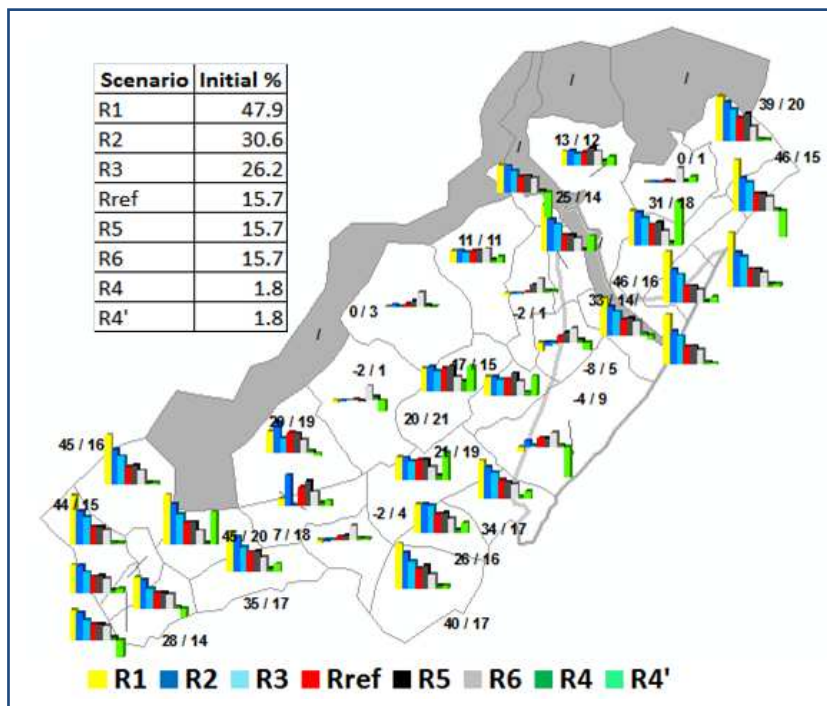 Scenario Initial %
R1 47.9
R2 30.6
R3 26.2
Rref 15.7
R5 15.7
R6 15.7
R4 1.8
R4' 1.8
/
/
/
39 / 20
13 / 12
0 / 1
46 / 15
25 / 14
31 / 18
11 / 11
46 / 16
0 / 3
-2 / 1
33 / 14
/
-8 / 5
-2 / 1
17 / 15
-4 / 9
20 / 21
29 / 19
45 / 16
21 / 19
44 / 15
-2 / 4
34 / 17
45 / 20
7 / 18
26 / 16
35 / 17
40 / 17
28 / 14
R1 R2 R3 Rref R5 R6 R4 R4'